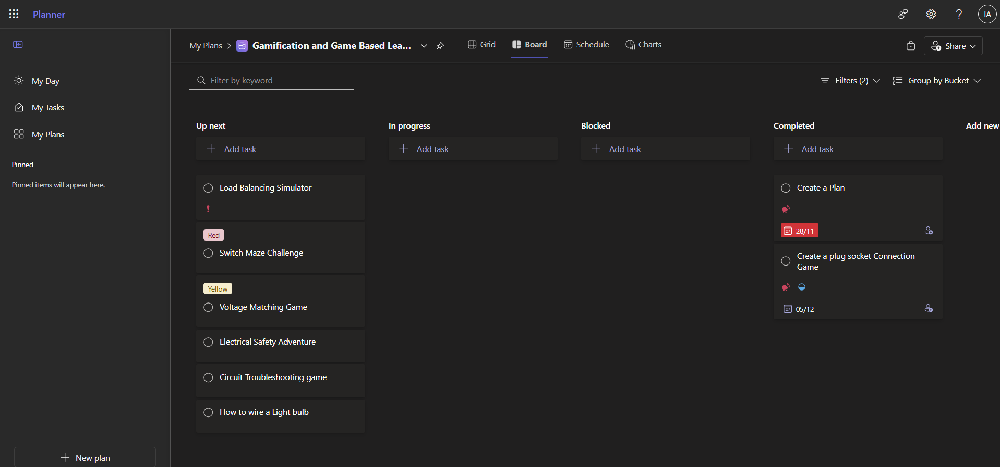 Planner
IA
My Plans
Gamification and Game Based Lea...
Grid
Board
Schedule
Charts
Share
My Day
My Tasks
My Plans
Pinned
Pinned items will appear here.
New plan
Filter by keyword
Filters (2)
Group by Bucket
Up next
Add task
Load Balancing Simulator
Red
Switch Maze Challenge
Yellow
Voltage Matching Game
Electrical Safety Adventure
Circuit Troubleshooting game
How to wire a Light bulb
In progress
Add task
Blocked
Add task
Completed
Add task
Create a Plan
28/11
Create a plug socket Connection
Game
05/12
Add new